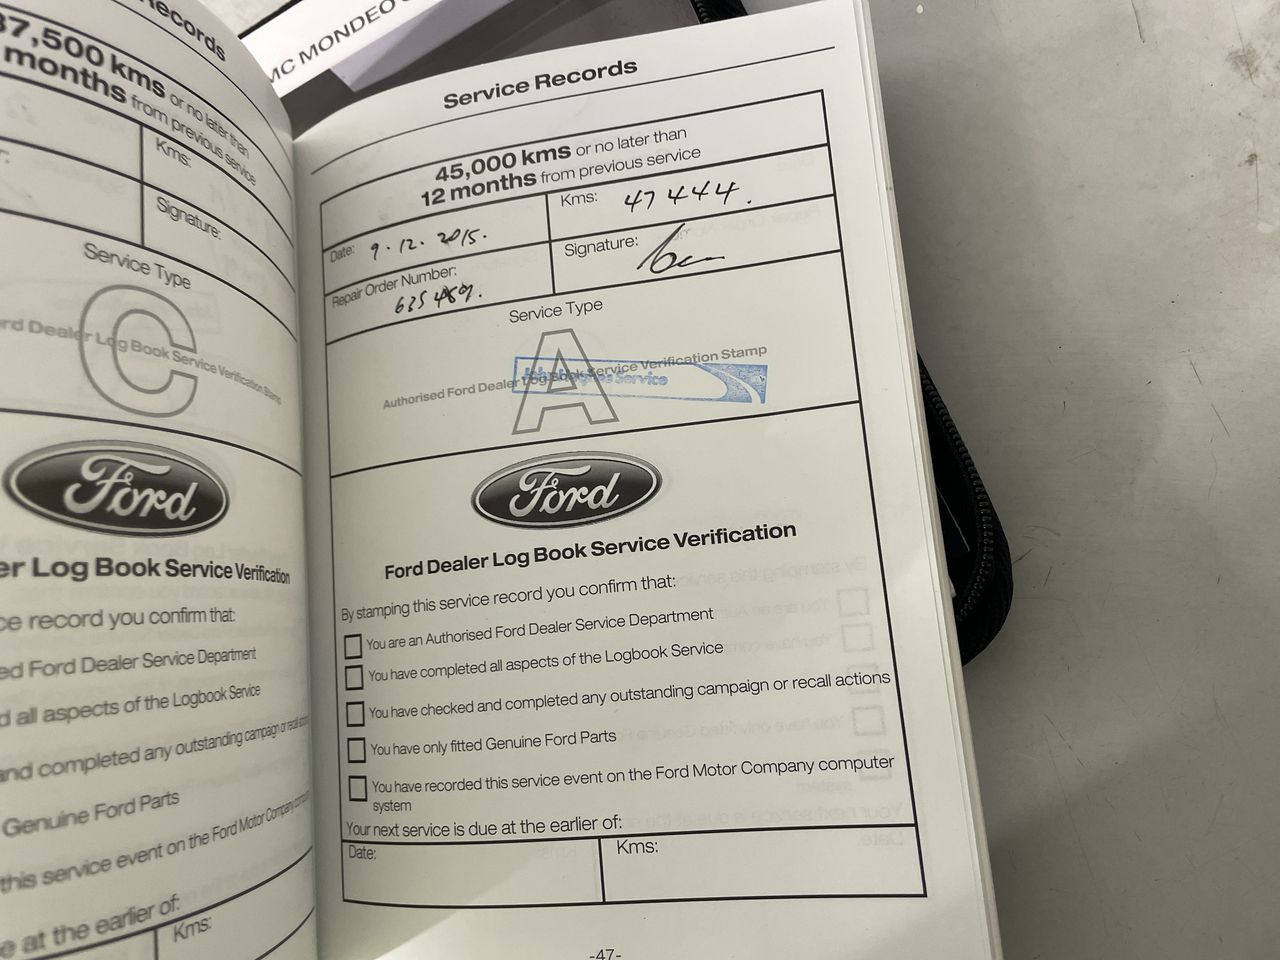 Records
37,500 kms or no later than
months from previous service
Kms:
Signature:
Service Type
C
Ford Dealer Log Book Service Verification Stamp
Ford
er Log Book Service Verification
ce record you confirm that:
ed Ford Dealer Service Department
d all aspects of the Logbook Service
and completed any outstanding campaign or recall
Genuine Ford Parts
this service event on the Ford Motor Company
e at the earlier of:
Kms:
MC MONDEO
Service Records
45,000 kms or no later than
12 months from previous service
Date: 9.12.2015.
Kms: 47444.
Repair Order Number:
Signature:
Service Type
A
Authorised Ford Dealer Log Book Service Verification Stamp
Service
Ford
Ford Dealer Log Book Service Verification
By stamping this service record you confirm that:
You are an Authorised Ford Dealer Service Department
You have completed all aspects of the Logbook Service
You have checked and completed any outstanding campaign or recall actions
You have only fitted Genuine Ford Parts
You have recorded this service event on the Ford Motor Company computer
system
Your next service is due at the earlier of:
Date:
Kms:
-47-